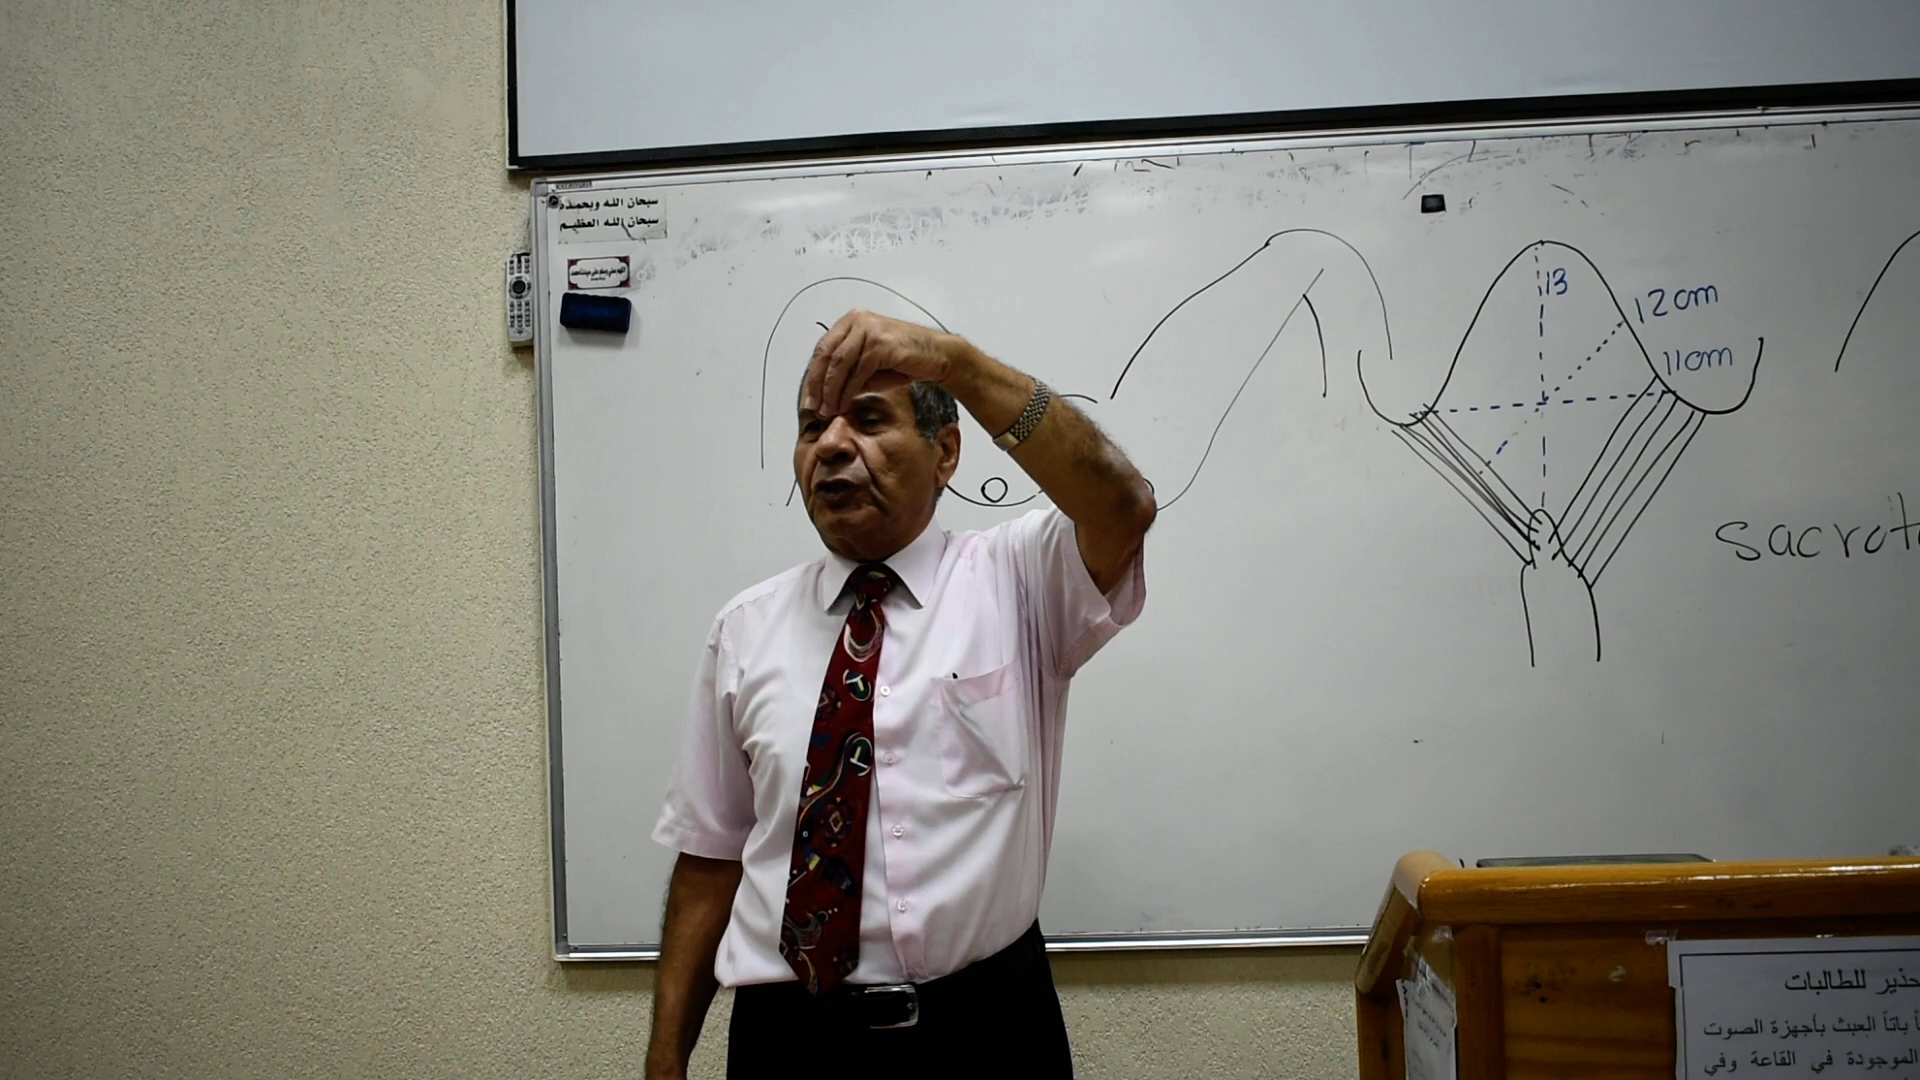 سبحان الله وبحمده
سبحان الله العظيم
13
12cm
11cm
sacrot
تحذير للطالبات
باتاً العبث بأجهزة الصوت
الموجودة في القاعة وفي